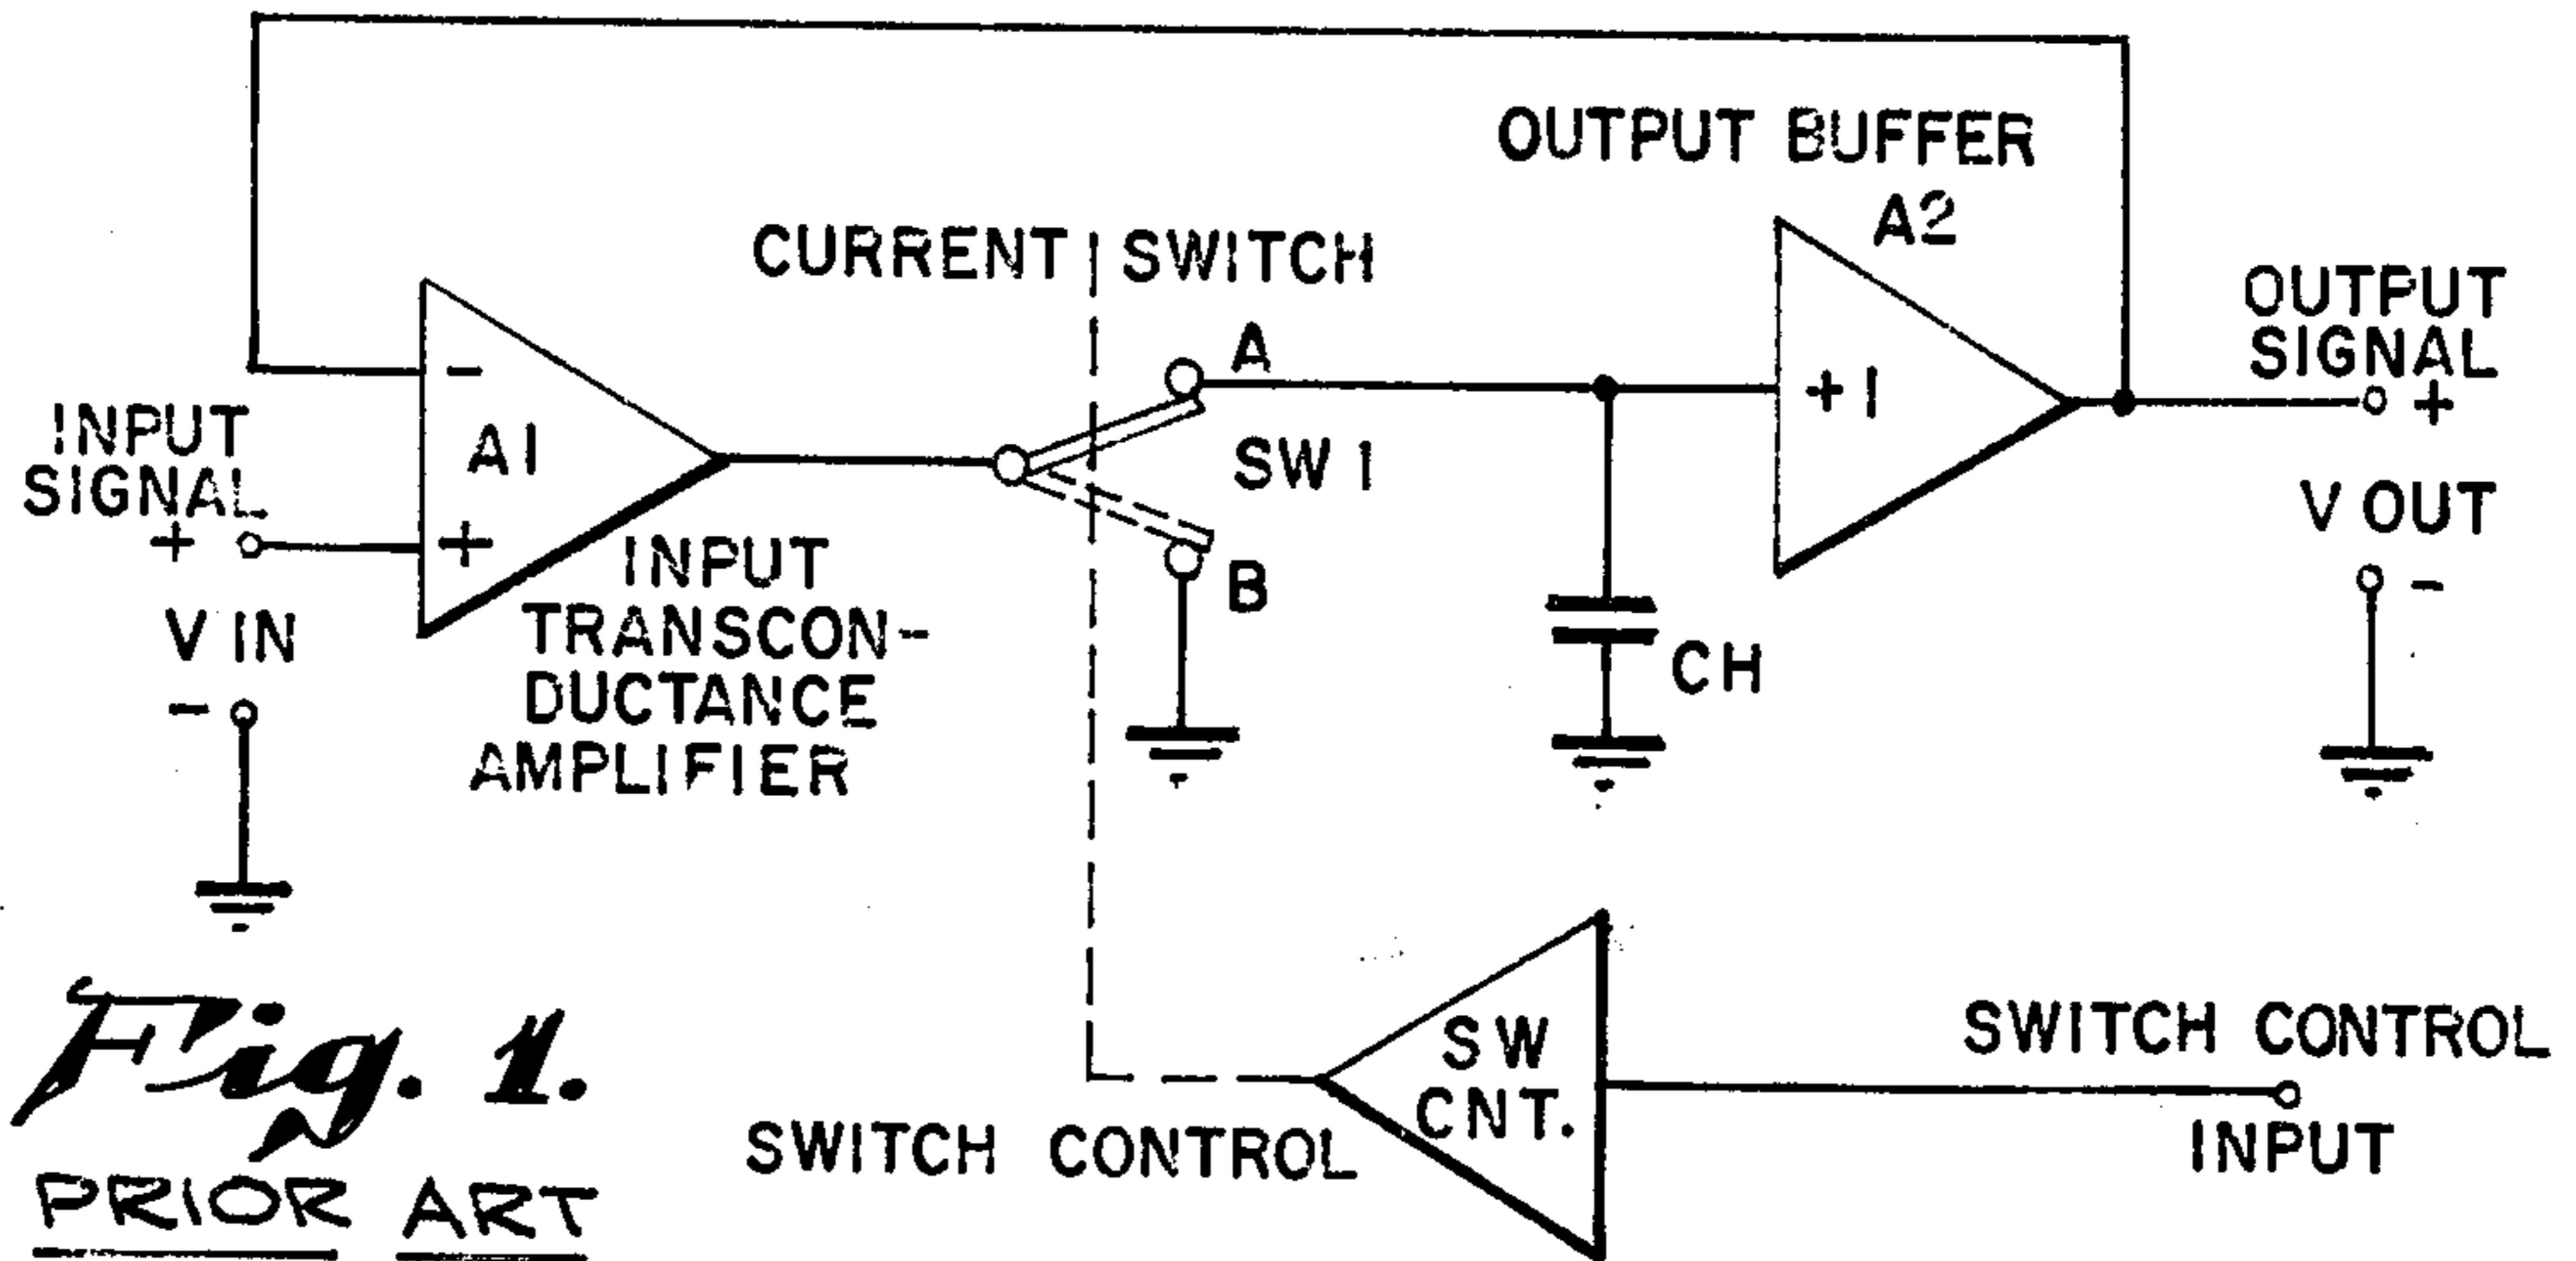 OUTPUT BUFFER
A2
CURRENT SWITCH
A
OUTPUT
SIGNAL
+
-
A1
+
+1
INPUT
SIGNAL
+
SW 1
V OUT
-
B
V IN
-
INPUT
TRANSCON-
DUCTANCE
AMPLIFIER
CH
SW
CNT.
SWITCH CONTROL
INPUT
SWITCH CONTROL
Fig. 1.
PRIOR ART